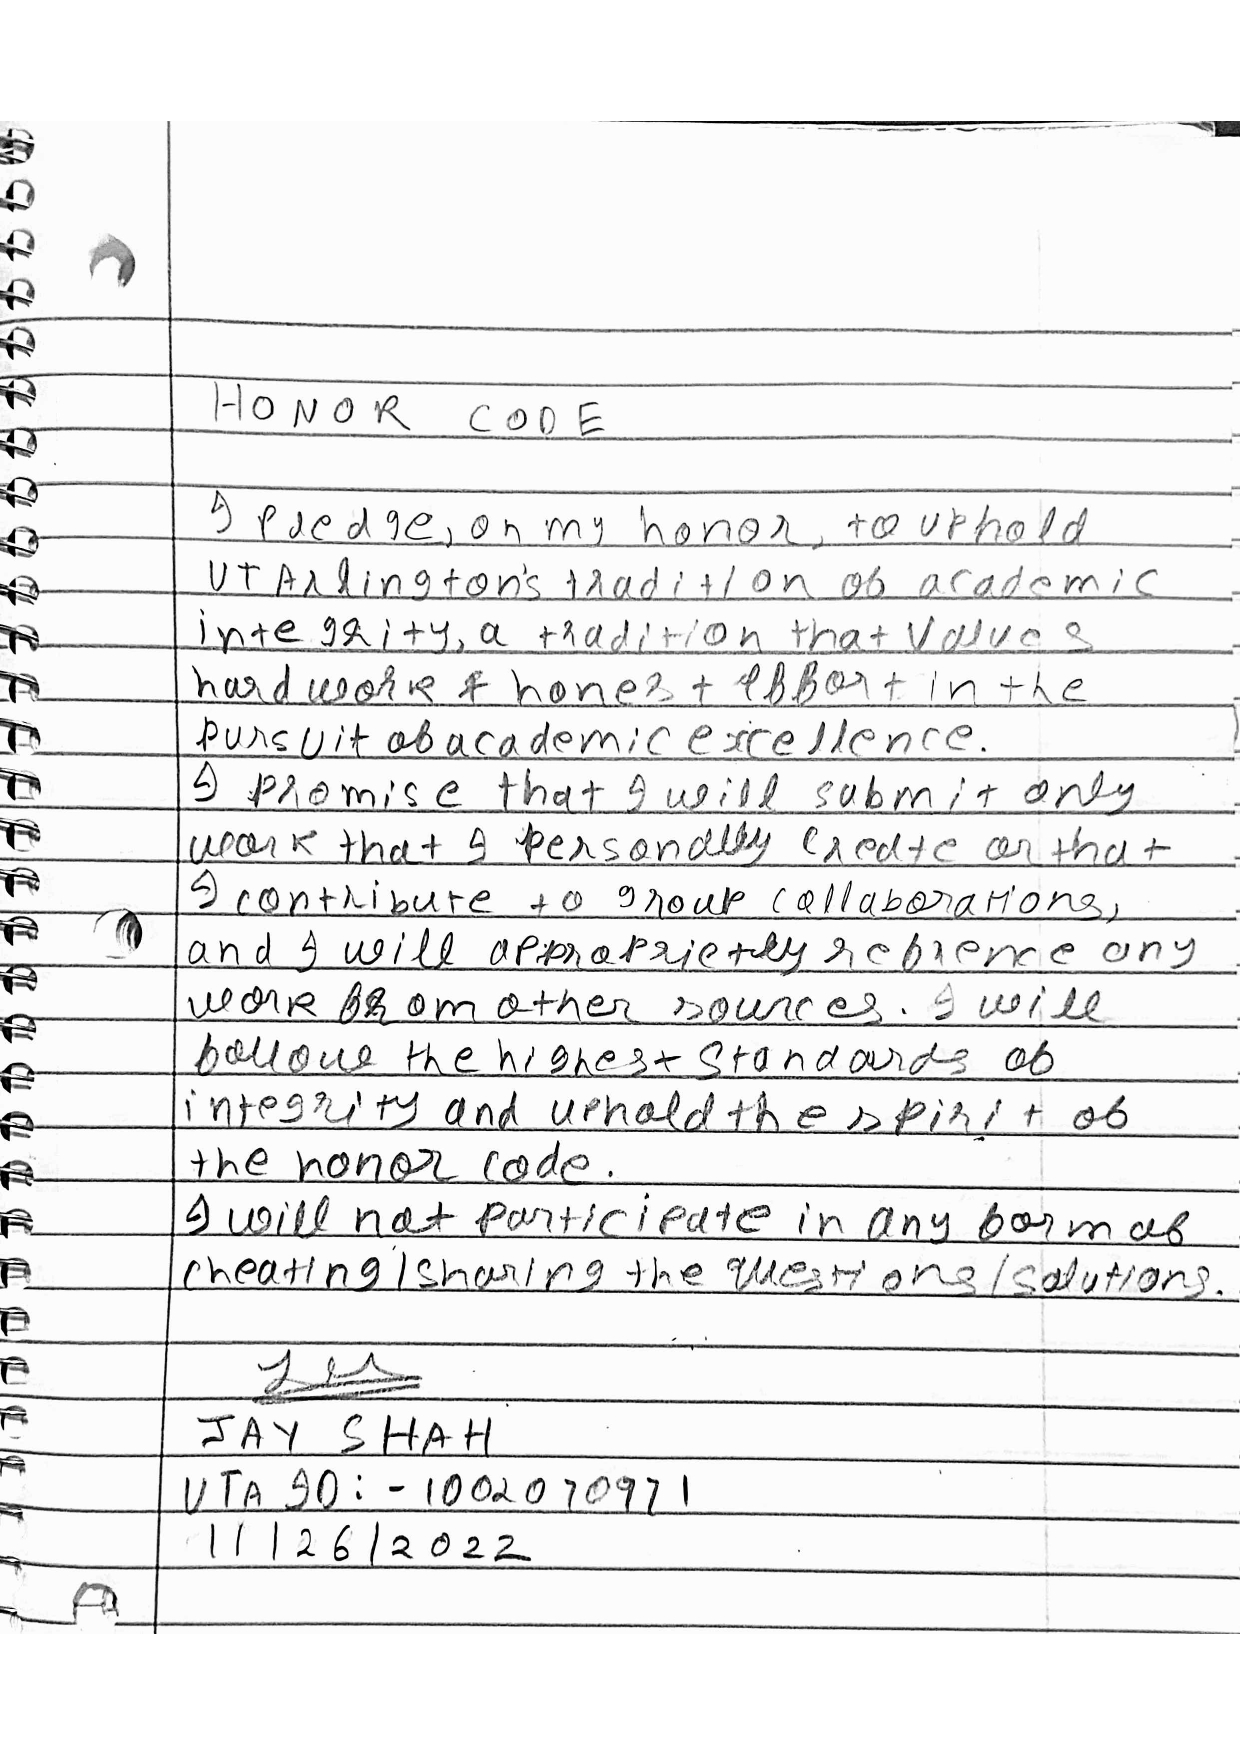 HONOR CODE
I pledge, on my honor, to uphold
UT Arlington's tradition of academic
integrity, a tradition that values
hard work & honest effort in the
pursuit of academic excellence.
I promise that I will submit only
work that I personally create or that
I contribute to group collaborations,
and I will approprietly refrence any
work from other sources. I will
follow the highest standards of
integrity and uphold the spirit of
the honor code.
I will not participate in any form of
cheating/sharing the questions/solutions.
JAY SHAH
UTA ID:-1002070971
11/26/2022